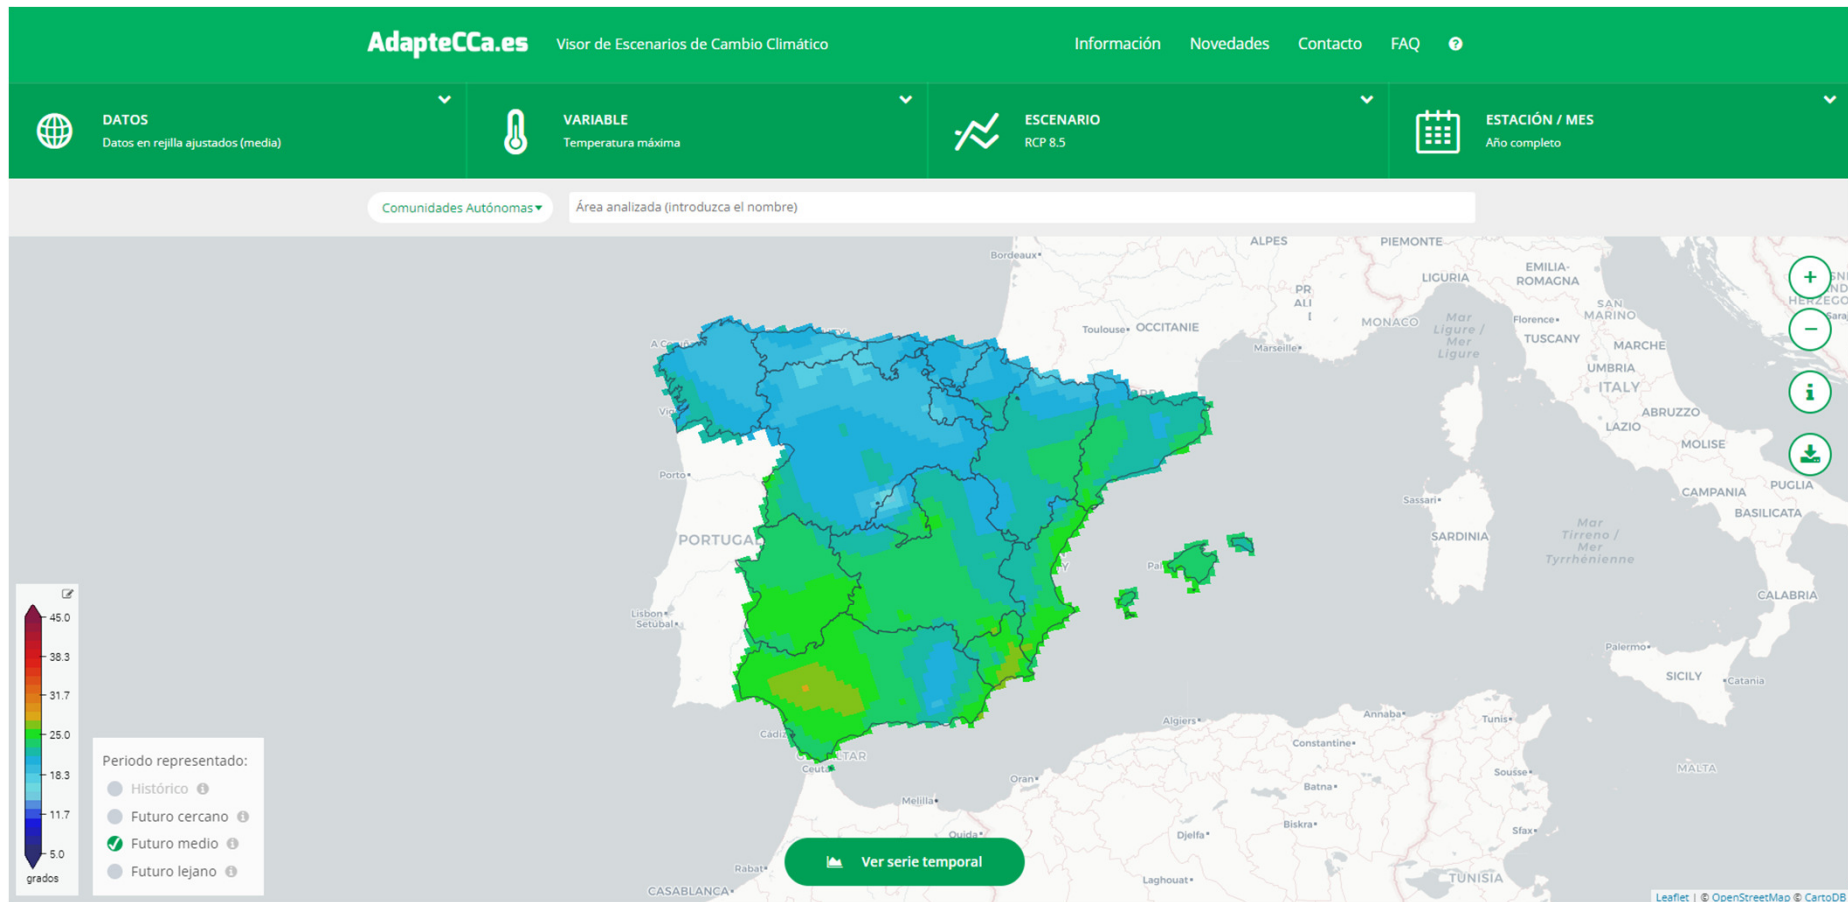 AdapteCCa.es
Visor de Escenarios de Cambio Climático
Información
Novedades
Contacto
FAQ
?
DATOS
Datos en rejilla ajustados (media)
VARIABLE
Temperatura máxima
ESCENARIO
RCP 8.5
ESTACIÓN / MES
Año completo
Comunidades Autónomas
Área analizada (introduzca el nombre)
Bordeaux
ALPES
PIEMONTE
LIGURIA
EMILIA-
ROMAGNA
SAN
MARINO
HERZEGO
PR
ALI
MONACO
Mar
Ligure /
Mer
Ligure
Florence
TUSCANY
MARCHE
Toulouse
OCCITANIE
Marseille
UMBRIA
ITALY
ABRUZZO
LAZIO
MOLISE
CAMPANIA
PUGLIA
BASILICATA
Porto
PORTUGAL
Sassari
SARDINIA
Mar
Tirreno /
Mer
Tyrrhénienne
CALABRIA
Lisbon
Setubal
Palermo
SICILY
Catania
Cádiz
Ceuta
Algiers
Annaba
Tunis
Constantine
Oran
Melilla
Batna
Sousse
MALTA
Oujda
Djelfa
Biskra
Sfax
Rabat
CASABLANCA
Laghouat
TUNISIA
45.0
38.3
31.7
25.0
18.3
11.7
5.0
grados
Periodo representado:
Histórico
Futuro cercano
Futuro medio
Futuro lejano
Ver serie temporal
Leaflet | © OpenStreetMap © CartoDB